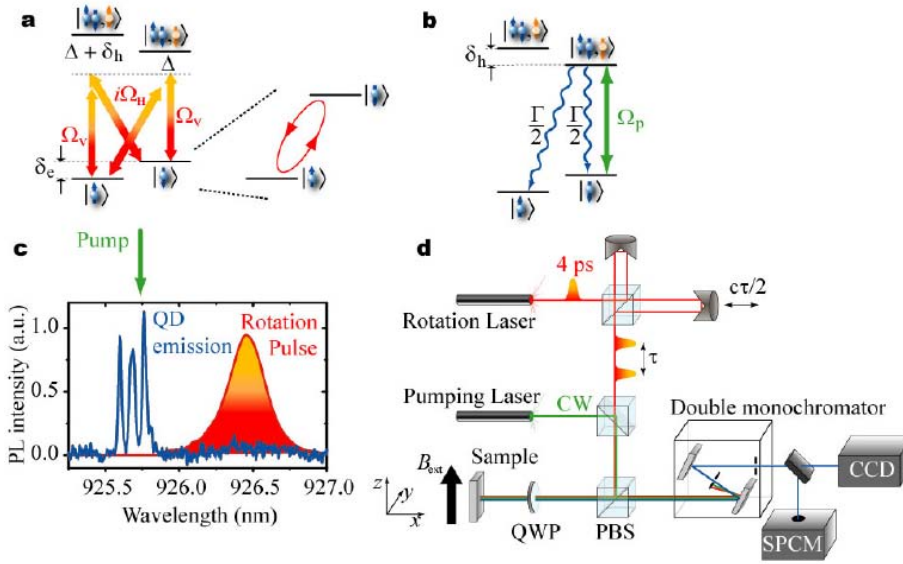 a
Δ + δh
Δ
iΩH
Ωv
Ωv
δe
b
δh
Γ/2
Γ/2
Ωp
c
Pump
PL intensity (a.u.)
1.0
0.5
0.0
QD
emission
Rotation
Pulse
925.5
926.0
926.5
927.0
Wavelength (nm)
d
4 ps
Rotation Laser
cτ/2
τ
Pumping Laser
CW
Double monochromator
Bext
Sample
z
y
x
QWP
PBS
CCD
SPCM